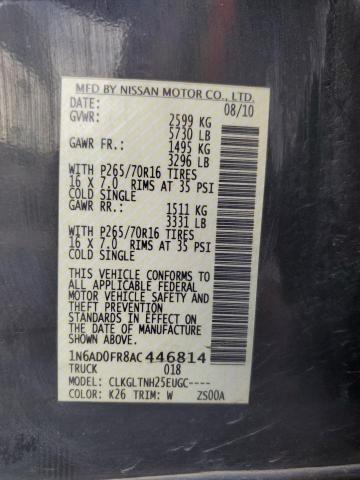 MFD BY NISSAN MOTOR CO., LTD.
DATE: 08/10
GVWR: 2599 KG
5730 LB
GAWR FR.: 1495 KG
3296 LB
WITH P265/70R16 TIRES
16 X 7.0 RIMS AT 35 PSI
COLD SINGLE
GAWR RR.: 1511 KG
3331 LB
WITH P265/70R16 TIRES
16 X 7.0 RIMS AT 35 PSI
COLD SINGLE
THIS VEHICLE CONFORMS TO
ALL APPLICABLE FEDERAL
MOTOR VEHICLE SAFETY AND
THEFT PREVENTION
STANDARDS IN EFFECT ON
THE DATE OF MANUFACTURE
SHOWN ABOVE.
1N6AD0FR8AC446814
TRUCK 018
MODEL: CLKGLTNH25EUGC----
COLOR: K26 TRIM: W ZS00A